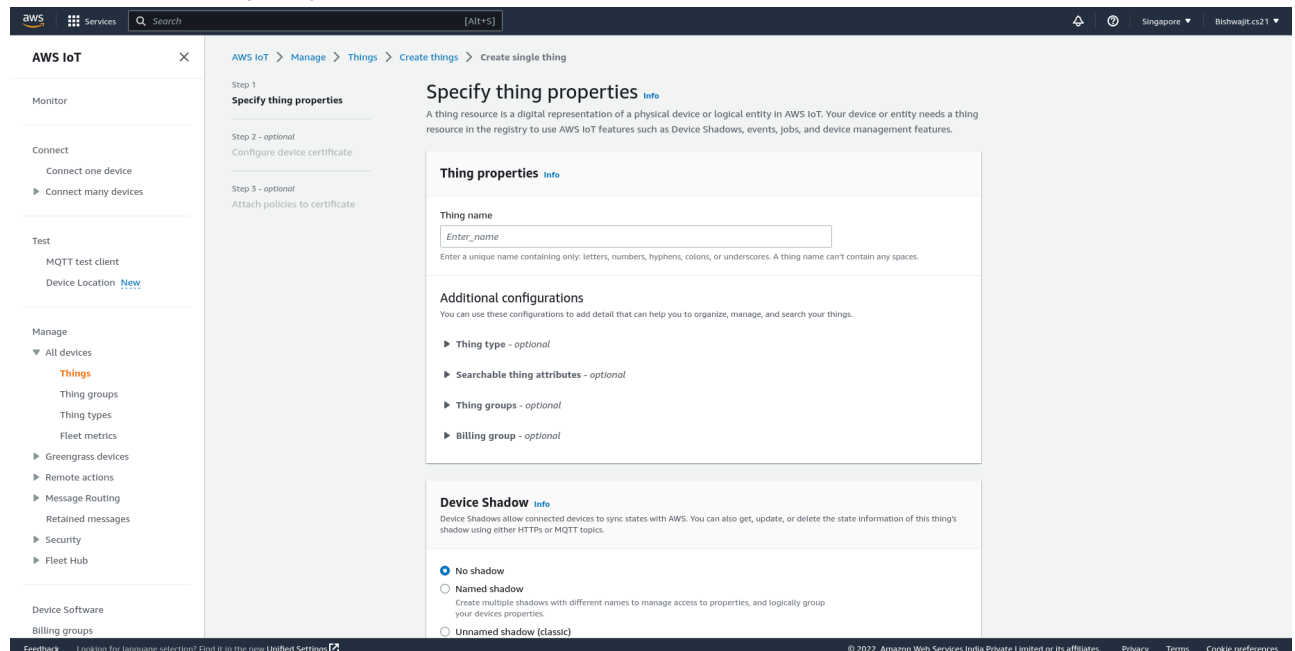 aws
Services
Search
[Alt+S]
Singapore ▼
Bishwajit.cs21 ▼
AWS IoT
Monitor
Connect
Connect one device
Connect many devices
Test
MQTT test client
Device Location New
Manage
All devices
Things
Thing groups
Thing types
Fleet metrics
Greengrass devices
Remote actions
Message Routing
Retained messages
Security
Fleet Hub
Device Software
Billing groups
AWS IoT > Manage > Things > Create things > Create single thing
Step 1
Specify thing properties
Step 2 - optional
Configure device certificate
Step 3 - optional
Attach policies to certificate
Specify thing properties Info
A thing resource is a digital representation of a physical device or logical entity in AWS IoT. Your device or entity needs a thing
resource in the registry to use AWS IoT features such as Device Shadows, events, jobs, and device management features.
Thing properties Info
Thing name
Enter_name
Enter a unique name containing only: letters, numbers, hyphens, colons, or underscores. A thing name can't contain any spaces.
Additional configurations
You can use these configurations to add detail that can help you to organize, manage, and search your things.
Thing type - optional
Searchable thing attributes - optional
Thing groups - optional
Billing group - optional
Device Shadow Info
Device Shadows allow connected devices to sync states with AWS. You can also get, update, or delete the state information of this thing's
shadow using either HTTPs or MQTT topics.
No shadow
Named shadow
Create multiple shadows with different names to manage access to properties, and logically group
your devices properties.
Unnamed shadow (classic)
Feedback
Looking for language selection? Find it in the new Unified Settings
© 2022, Amazon Web Services India Private Limited or its affiliates.
Privacy
Terms
Cookie preferences